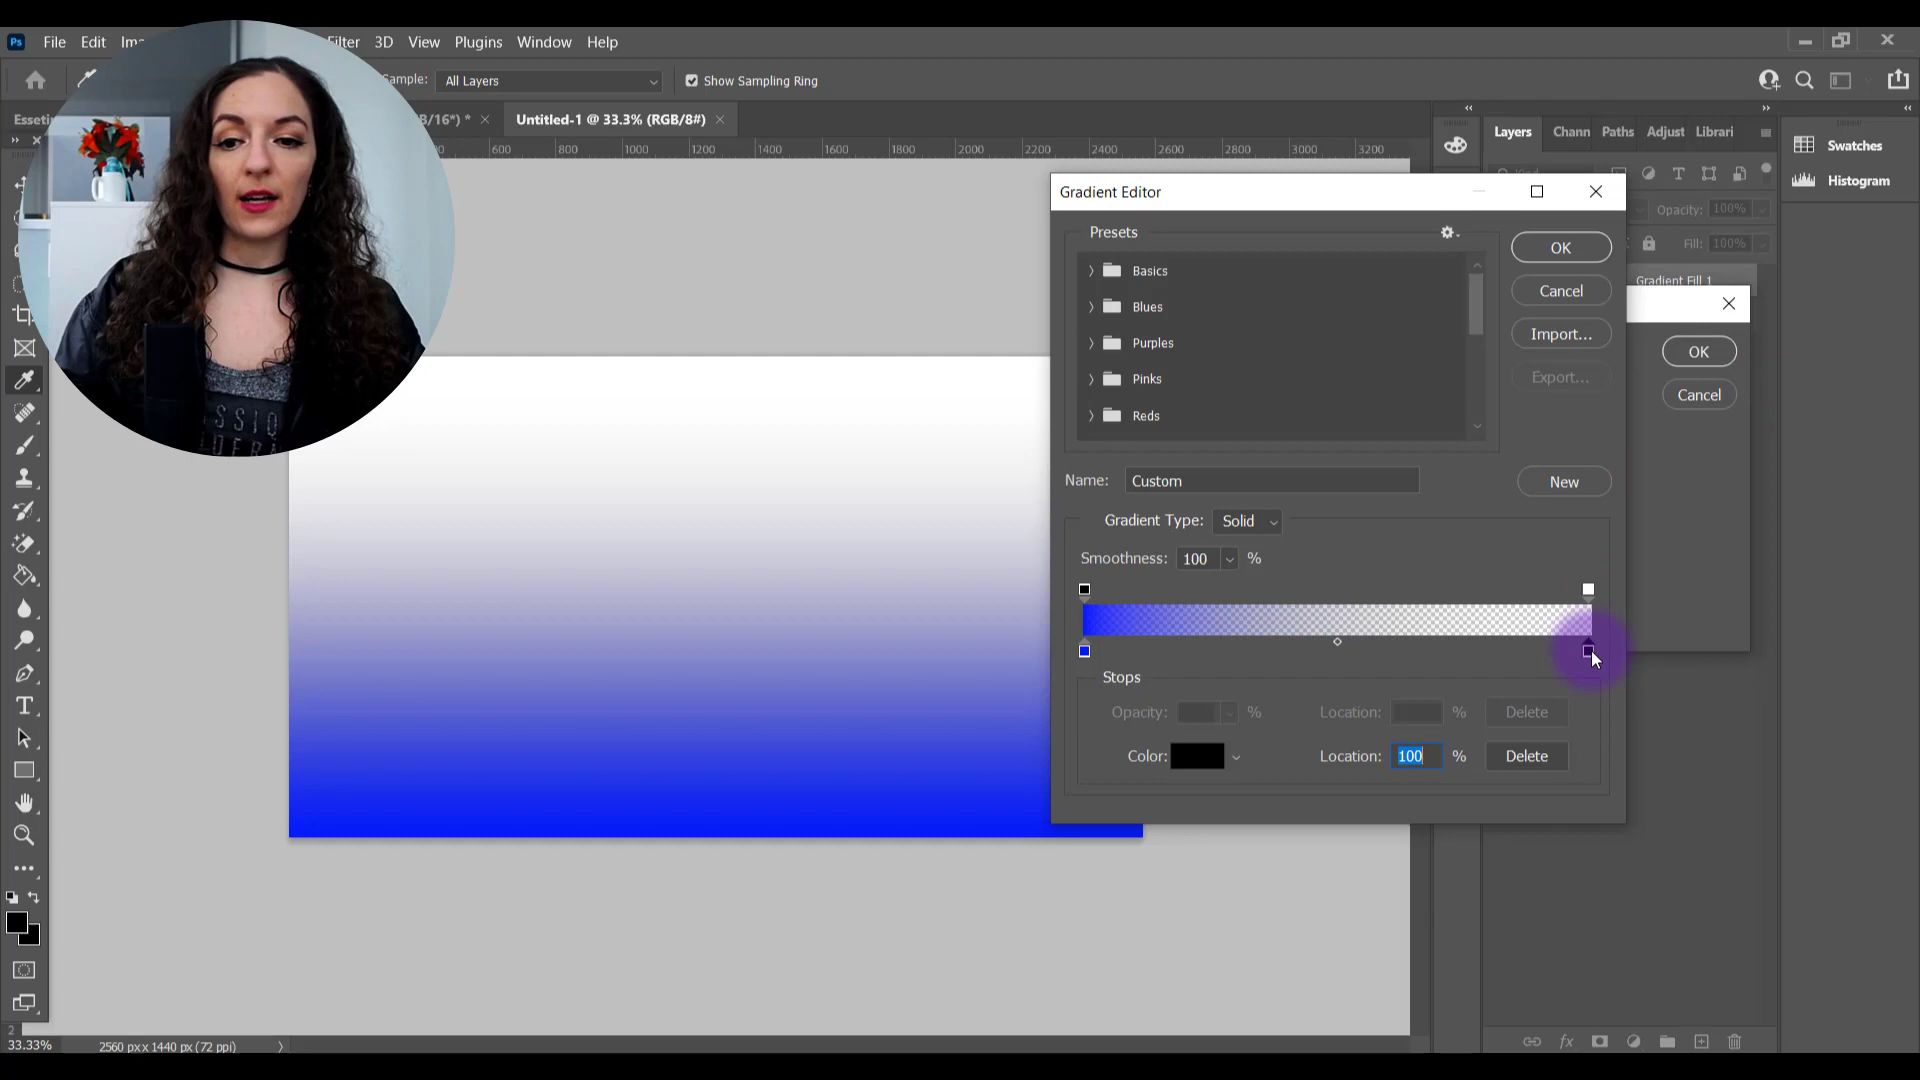 Ps File Edit Ima Filter 3D View Plugins Window Help
Sample: All Layers Show Sampling Ring
B/16*) * × Untitled-1 @ 33.3% (RGB/8#) ×
600 1000 1200 1400 1600 1800 2000 2200 2400 2600 2800 3000 3200
Layers Chann Paths Adjust Librari
Swatches
Histogram
Opacity: 100%
Fill: 100%
Gradient Fill 1
OK
Cancel
Gradient Editor
Presets
Basics
Blues
Purples
Pinks
Reds
OK
Cancel
Import...
Export...
Name: Custom
New
Gradient Type: Solid
Smoothness: 100 %
Stops
Opacity: % Location: % Delete
Color: Location: 100 % Delete
2
33.33% 2560 px x 1440 px (72 ppi)
fx